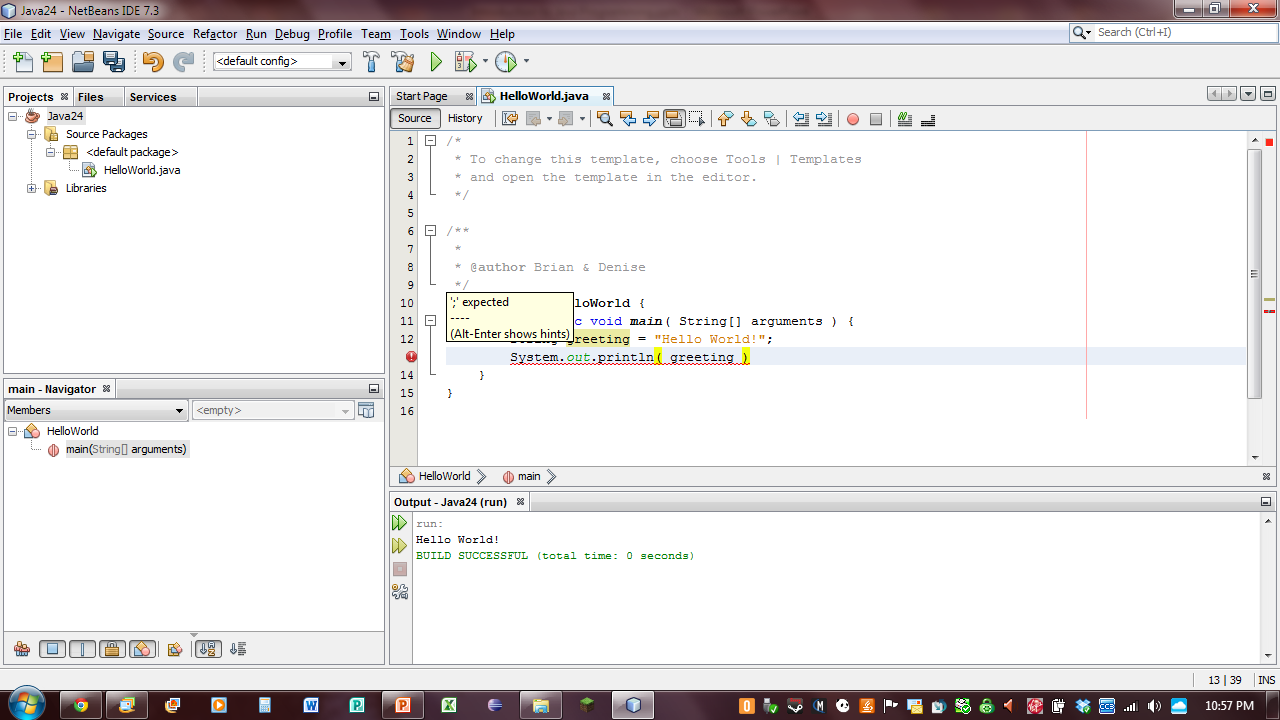 Java24 - NetBeans IDE 7.3
File Edit View Navigate Source Refactor Run Debug Profile Team Tools Window Help
Search (Ctrl+I)
<default config>
Projects Files Services
Java24
Source Packages
<default package>
HelloWorld.java
Libraries
Start Page HelloWorld.java
Source History
1 /*
2 * To change this template, choose Tools | Templates
3 * and open the template in the editor.
4 */
5
6 /**
7 *
8 * @author Brian & Denise
9 */
10 loWorld {
11 c void main( String[] arguments ) {
12 greeting = "Hello World!";
System.out.println( greeting )
14 }
15 }
16
';' expected
----
(Alt-Enter shows hints)
HelloWorld main
main - Navigator
Members <empty>
HelloWorld
main(String[] arguments)
Output - Java24 (run)
run:
Hello World!
BUILD SUCCESSFUL (total time: 0 seconds)
13 | 39 INS
10:57 PM